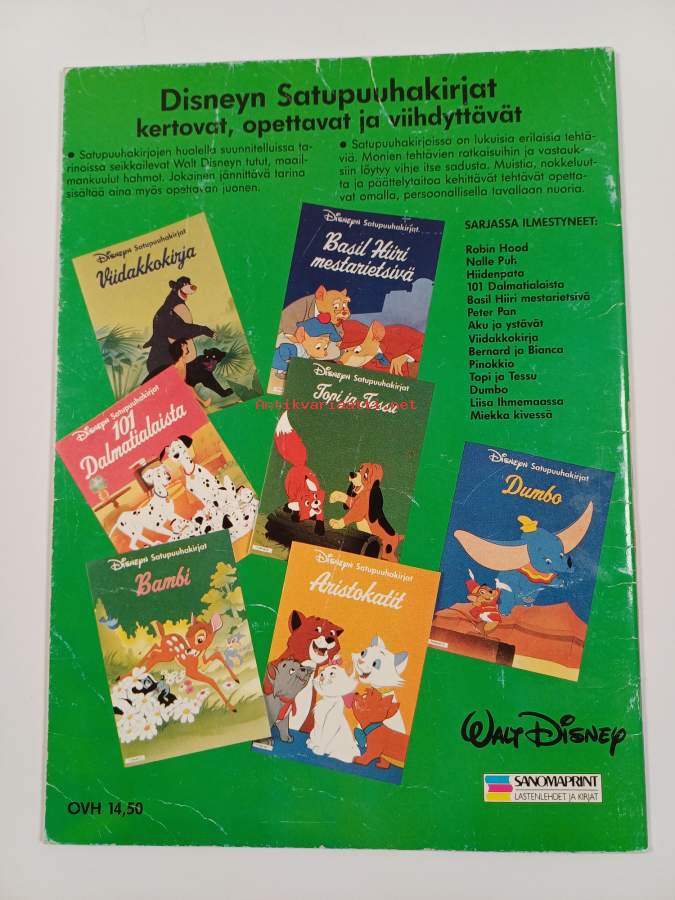 Disneyn Satupuuhakirjat
kertovat, opettavat ja viihdyttävät
• Satupuuhakirjojen huolella suunnitelluissa ta-
rinoissa seikkailevat Walt Disneyn tutut, maail-
mankuulut hahmot. Jokainen jännittävä tarina
sisältää aina myös opettavan juonen.
• Satupuuhakirjoissa on lukuisia erilaisia tehtä-
viä. Monien tehtävien ratkaisuihin ja vastauk-
siin löytyy vihje itse sadusta. Muistia, nokkeluut-
ta ja päättelytaitoa kehittävät tehtävät opetta-
vat omalla, persoonallisella tavallaan nuoria.
SARJASSA ILMESTYNEET:
Robin Hood
Nalle Puh
Hiidenpata
101 Dalmatialaista
Basil Hiiri mestarietsivä
Peter Pan
Aku ja ystävät
Viidakkokirja
Bernard ja Bianca
Pinokkio
Topi ja Tessu
Dumbo
Liisa Ihmemaassa
Miekka kivessä
Disneyn Satupuuhakirjat
Viidakkokirja
Disneyn Satupuuhakirjat
Basil Hiiri
mestarietsivä
Disneyn Satupuuhakirjat
101
Dalmatialaista
Disneyn Satupuuhakirjat
Topi ja Tessu
Antikvariaatti.net
Disneyn Satupuuhakirjat
Dumbo
Disneyn Satupuuhakirjat
Bambi
Disneyn Satupuuhakirjat
Aristokatit
WALT DISNEY
SANOMAPRINT
LASTENLEHDET JA KIRJAT
OVH 14,50